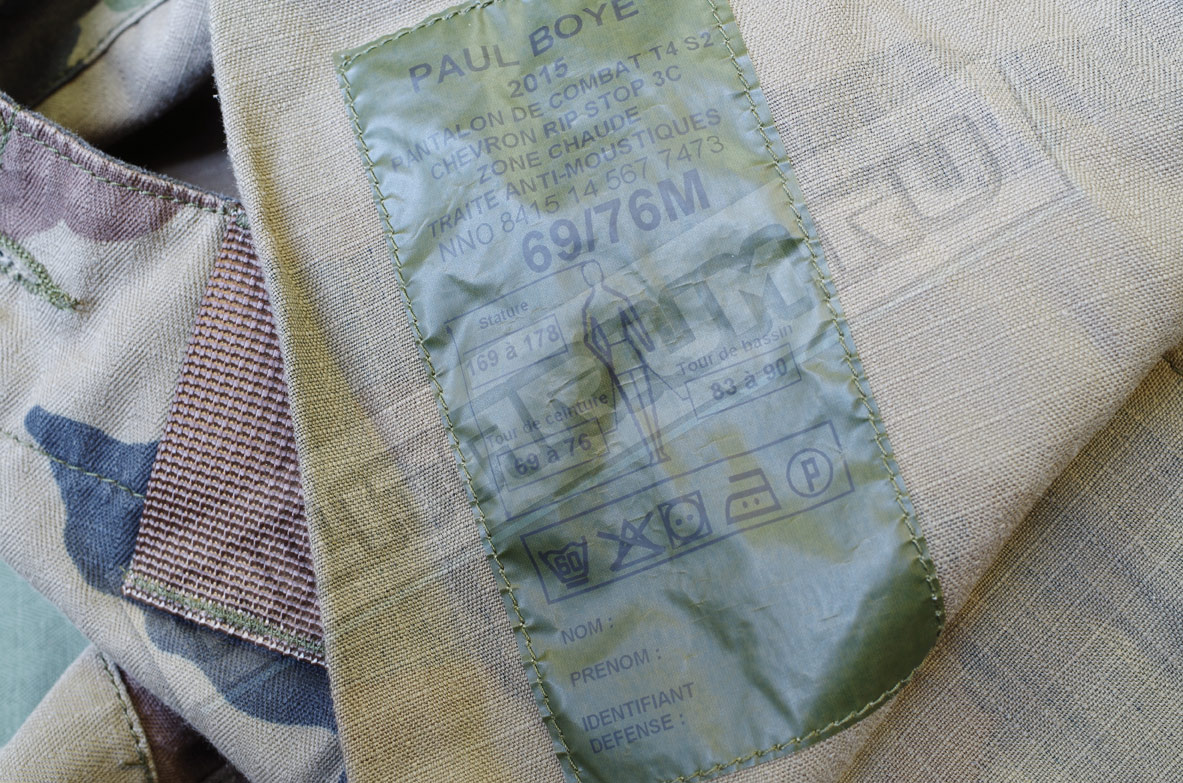 PAUL BOYE
2015
PANTALON DE COMBAT T4 S2
CHEVRON RIP STOP 3C
ZONE CHAUDE
TRAITE ANTI-MOUSTIQUES
NNO 8415 14 567 7473
69/76M
Stature
169 à 178
Tour de bassin
83 à 90
Tour de ceinture
69 à 76
60
P
NOM :
PRENOM :
IDENTIFIANT
DEFENSE :